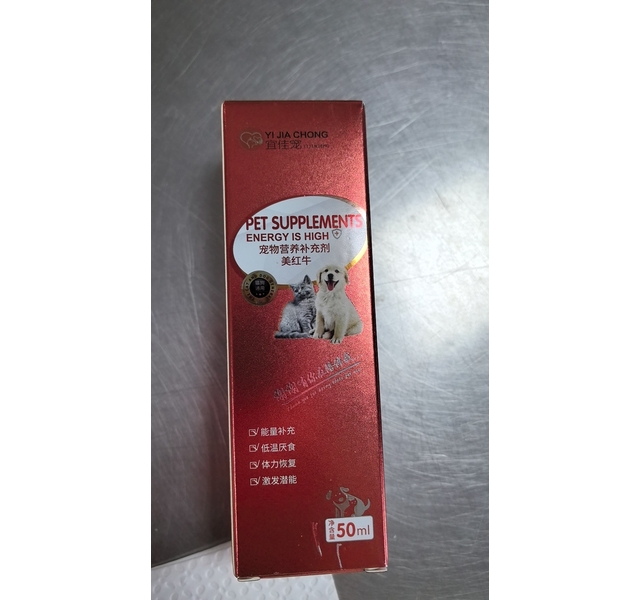 YI JIA CHONG
宜佳宠
PET SUPPLEMENTS
ENERGY IS HIGH
宠物营养补充剂
美红牛
能量补充
低温厌食
体力恢复
激发潜能
净含量
50ml